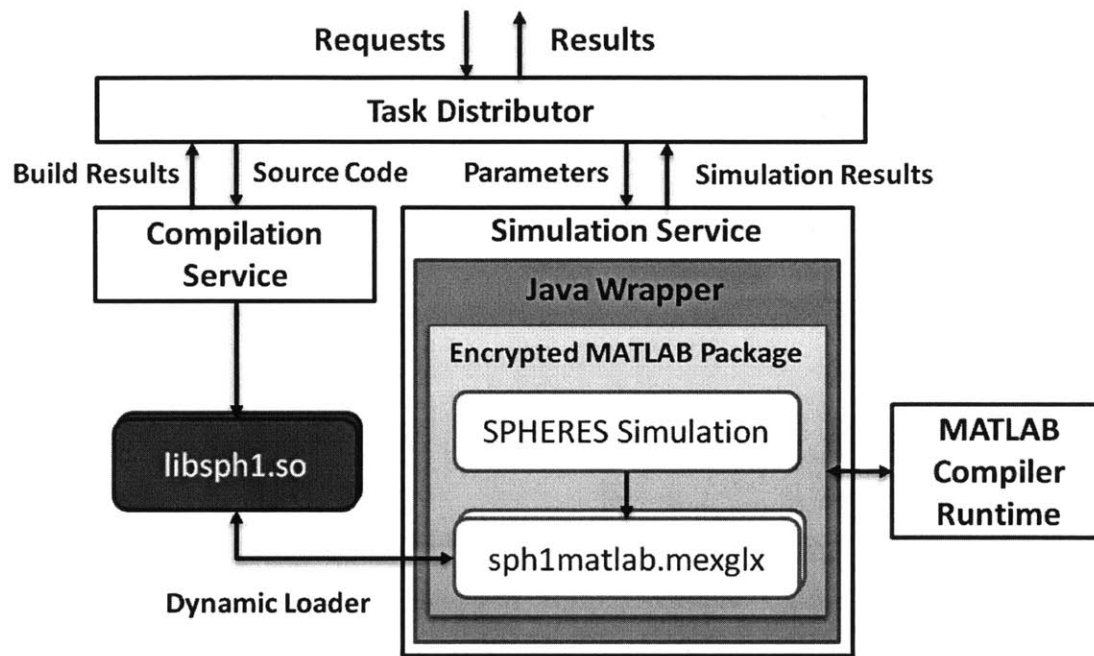 Requests
Results
Task Distributor
Build Results
Source Code
Parameters
Simulation Results
Compilation
Service
Simulation Service
Java Wrapper
Encrypted MATLAB Package
SPHERES Simulation
libsph1.so
MATLAB
Compiler
Runtime
sph1matlab.mexglx
Dynamic Loader